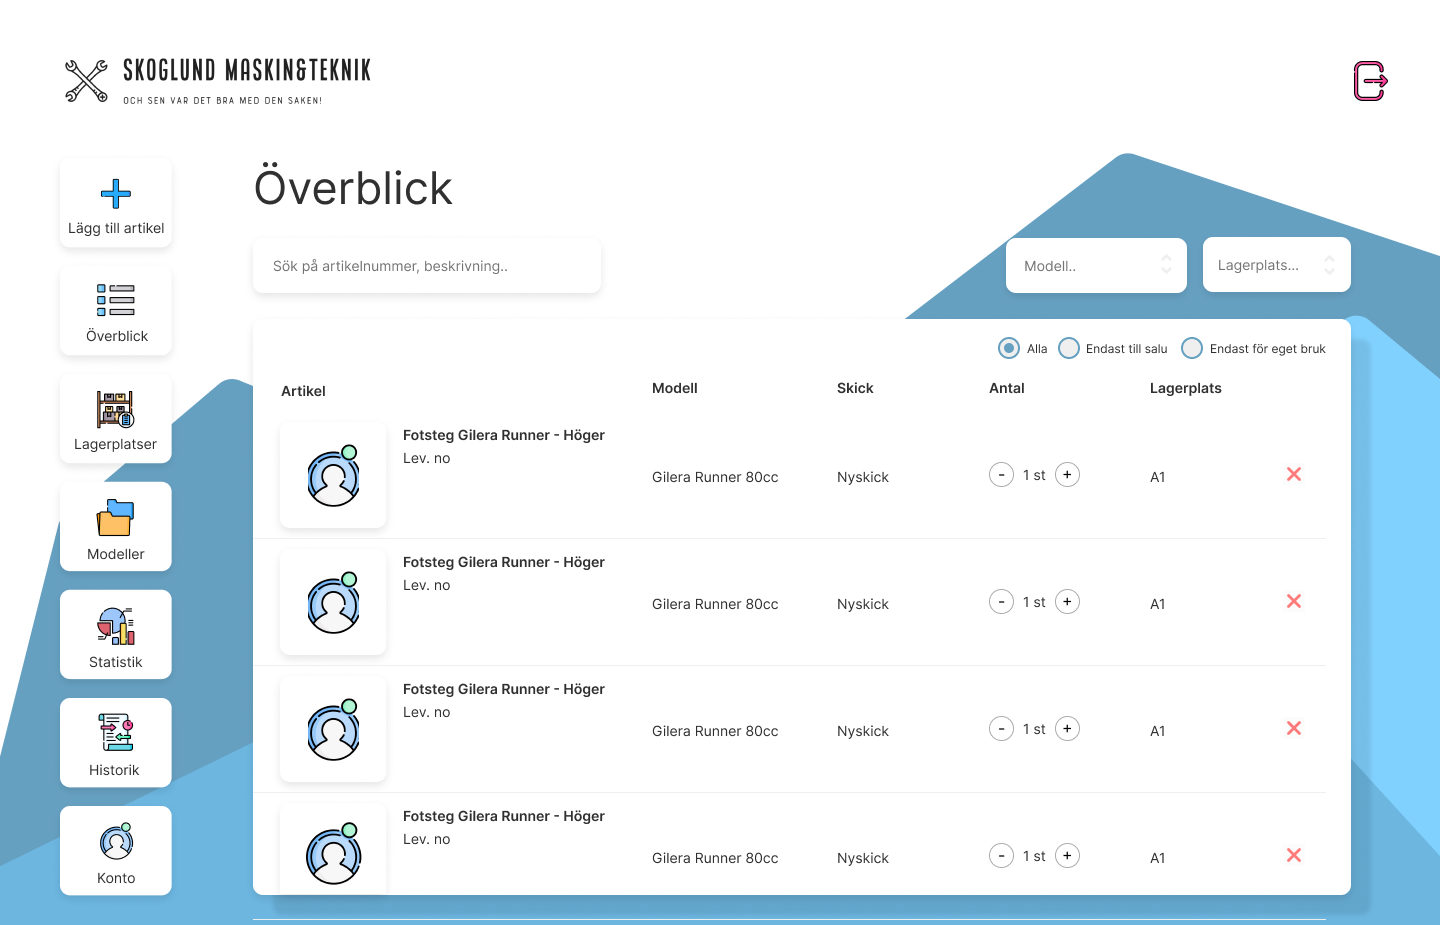 SKOGLUND MASKIN&TEKNIK
OCH SEN VAR DET BRA MED DEN SAKEN!
Lägg till artikel
Överblick
Lagerplatser
Modeller
Statistik
Historik
Konto
Överblick
Sök på artikelnummer, beskrivning..
Modell..
Lagerplats...
Alla
Endast till salu
Endast för eget bruk
Artikel Modell Skick Antal Lagerplats
Fotsteg Gilera Runner - Höger
Lev. no
Gilera Runner 80cc Nyskick - 1 st + A1
Fotsteg Gilera Runner - Höger
Lev. no
Gilera Runner 80cc Nyskick - 1 st + A1
Fotsteg Gilera Runner - Höger
Lev. no
Gilera Runner 80cc Nyskick - 1 st + A1
Fotsteg Gilera Runner - Höger
Lev. no
Gilera Runner 80cc Nyskick - 1 st + A1